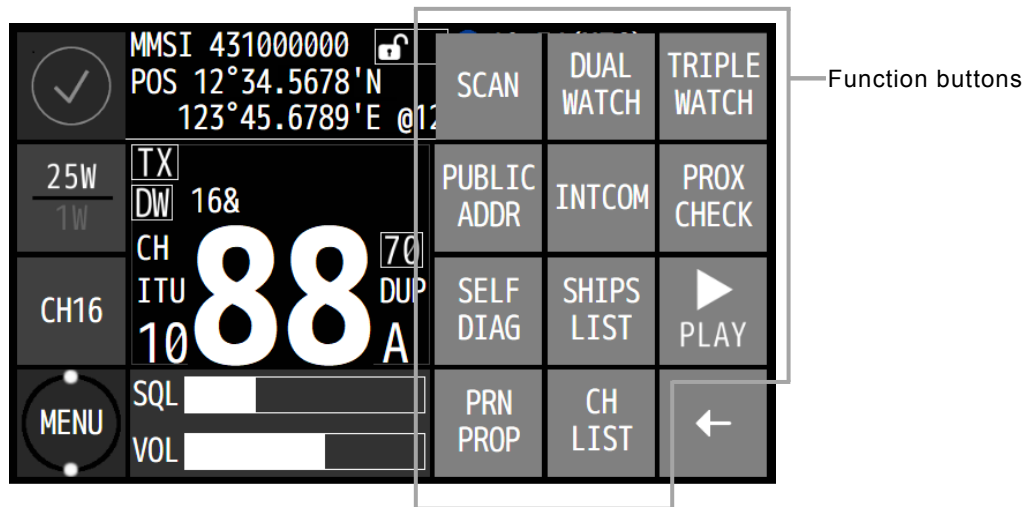 MMSI 431000000
POS 12°34.5678'N
123°45.6789'E @12
25W
1W
TX
DW 16&
CH
ITU
10
88
70
DUP
A
CH16
MENU
SQL
VOL
SCAN
DUAL
WATCH
TRIPLE
WATCH
PUBLIC
ADDR
INTCOM
PROX
CHECK
SELF
DIAG
SHIPS
LIST
PLAY
PRN
PROP
CH
LIST
Function buttons